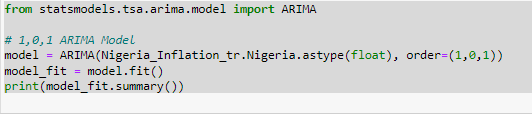 from statsmodels.tsa.arima.model import ARIMA
# 1,0,1 ARIMA Model
model = ARIMA(Nigeria_Inflation_tr.Nigeria.astype(float), order=(1,0,1))
model_fit = model.fit()
print(model_fit.summary())